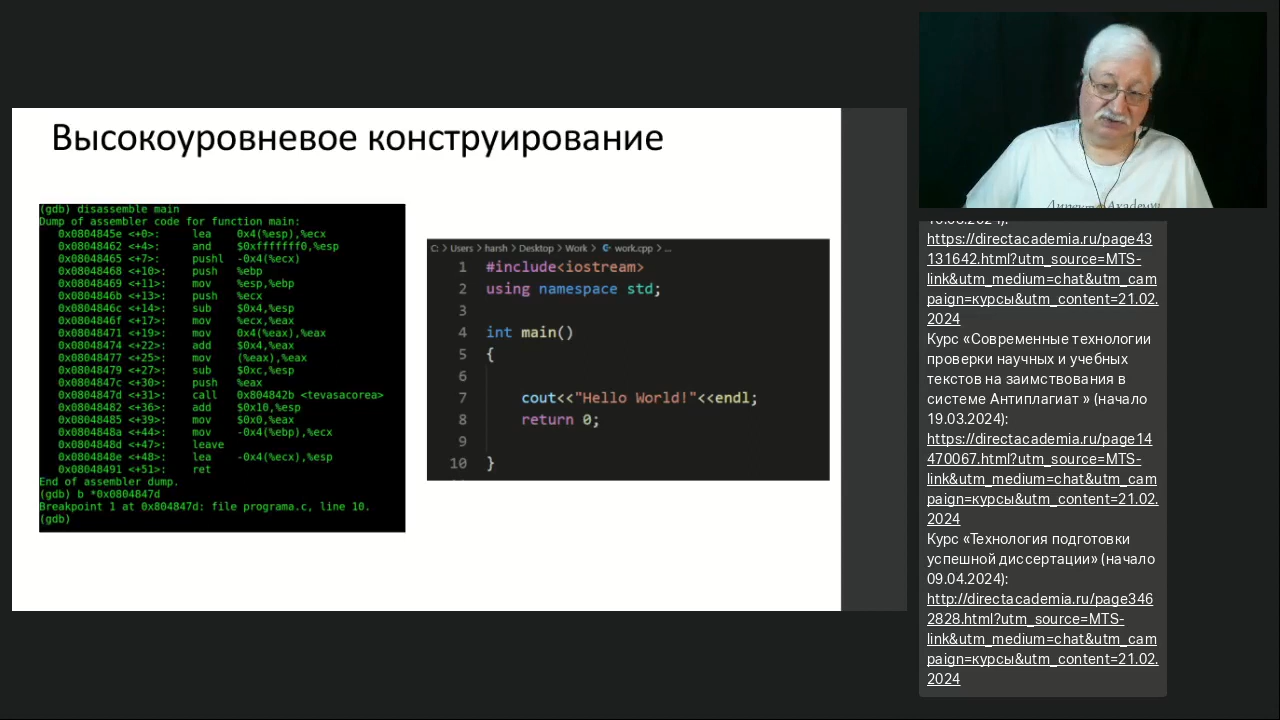 Высокоуровневое конструирование
(gdb) disassemble main
Dump of assembler code for function main:
0x0804845e <+0>: lea 0x4(%esp),%ecx
0x08048462 <+4>: and $0xfffffff0,%esp
0x08048465 <+7>: pushl -0x4(%ecx)
0x08048468 <+10>: push %ebp
0x08048469 <+11>: mov %esp,%ebp
0x0804846b <+13>: push %ecx
0x0804846c <+14>: sub $0x4,%esp
0x0804846f <+17>: mov %ecx,%eax
0x08048471 <+19>: mov 0x4(%eax),%eax
0x08048474 <+22>: add $0x4,%eax
0x08048477 <+25>: mov (%eax),%eax
0x08048479 <+27>: sub $0xc,%esp
0x0804847c <+30>: push %eax
0x0804847d <+31>: call 0x804842b <tevasacorea>
0x08048482 <+36>: add $0x10,%esp
0x08048485 <+39>: mov $0x0,%eax
0x0804848a <+44>: mov -0x4(%ebp),%ecx
0x0804848d <+47>: leave
0x0804848e <+48>: lea -0x4(%ecx),%esp
0x08048491 <+51>: ret
End of assembler dump.
(gdb) b *0x0804847d
Breakpoint 1 at 0x804847d: file programa.c, line 10.
(gdb)
C: > Users > harsh > Desktop > Work > work.cpp > ...
1 #include<iostream>
2 using namespace std;
3
4 int main()
5 {
6
7 cout<<"Hello World!"<<endl;
8 return 0;
9
10 }
https://directacademia.ru/page43
131642.html?utm_source=MTS-
link&utm_medium=chat&utm_cam
paign=курсы&utm_content=21.02.
2024
Курс «Современные технологии
проверки научных и учебных
текстов на заимствования в
системе Антиплагиат » (начало
19.03.2024):
https://directacademia.ru/page14
470067.html?utm_source=MTS-
link&utm_medium=chat&utm_cam
paign=курсы&utm_content=21.02.
2024
Курс «Технология подготовки
успешной диссертации» (начало
09.04.2024):
http://directacademia.ru/page346
2828.html?utm_source=MTS-
link&utm_medium=chat&utm_cam
paign=курсы&utm_content=21.02.
2024